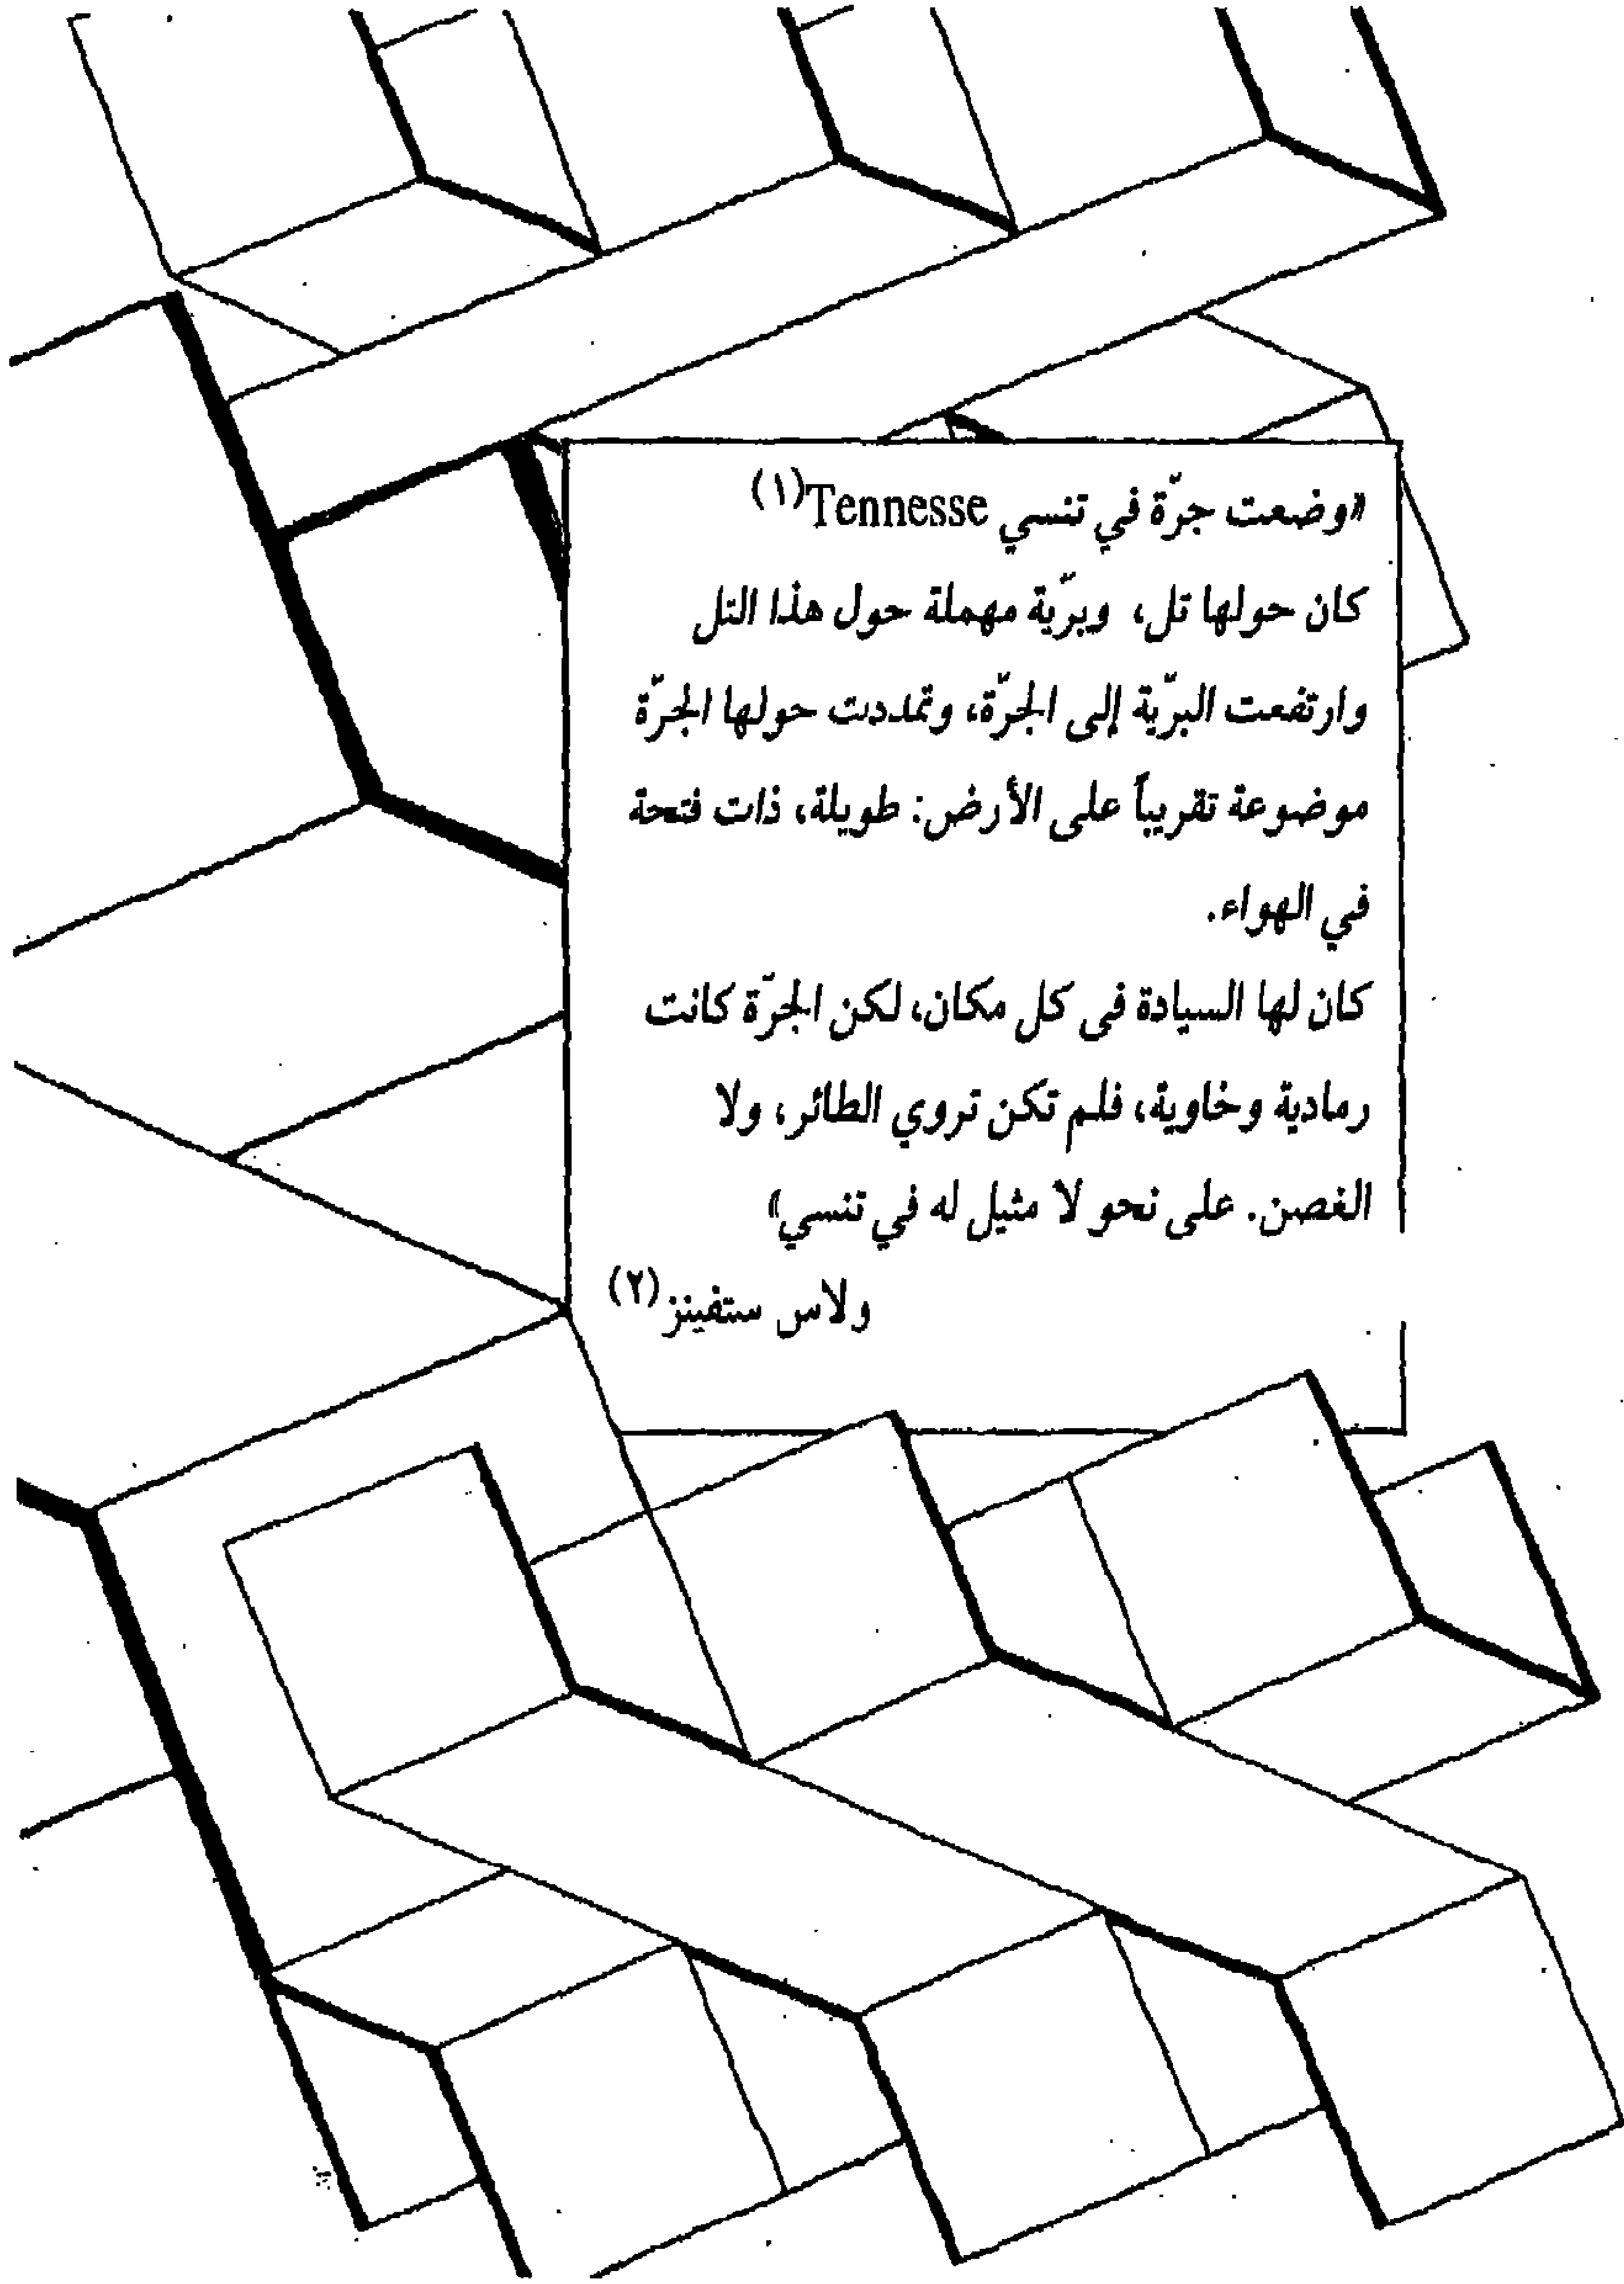 «وضعت جرّة في تنسي Tennesse(١)
كان حولها تل، وبرّية مهملة حول هذا التل
وارتفعت البرّية إلى الجرّة، وتمددت حولها الجرّة
موضوعة تقريباً على الأرض: طويلة، ذات فتحة
في الهواء.
كان لها السيادة في كل مكان، لكن الجرّة كانت
رمادية وخاوية، فلم تكن تروي الطائر، ولا
الغصن. على نحو لا مثيل له في تنسي»
ولاس ستفينز(٢)